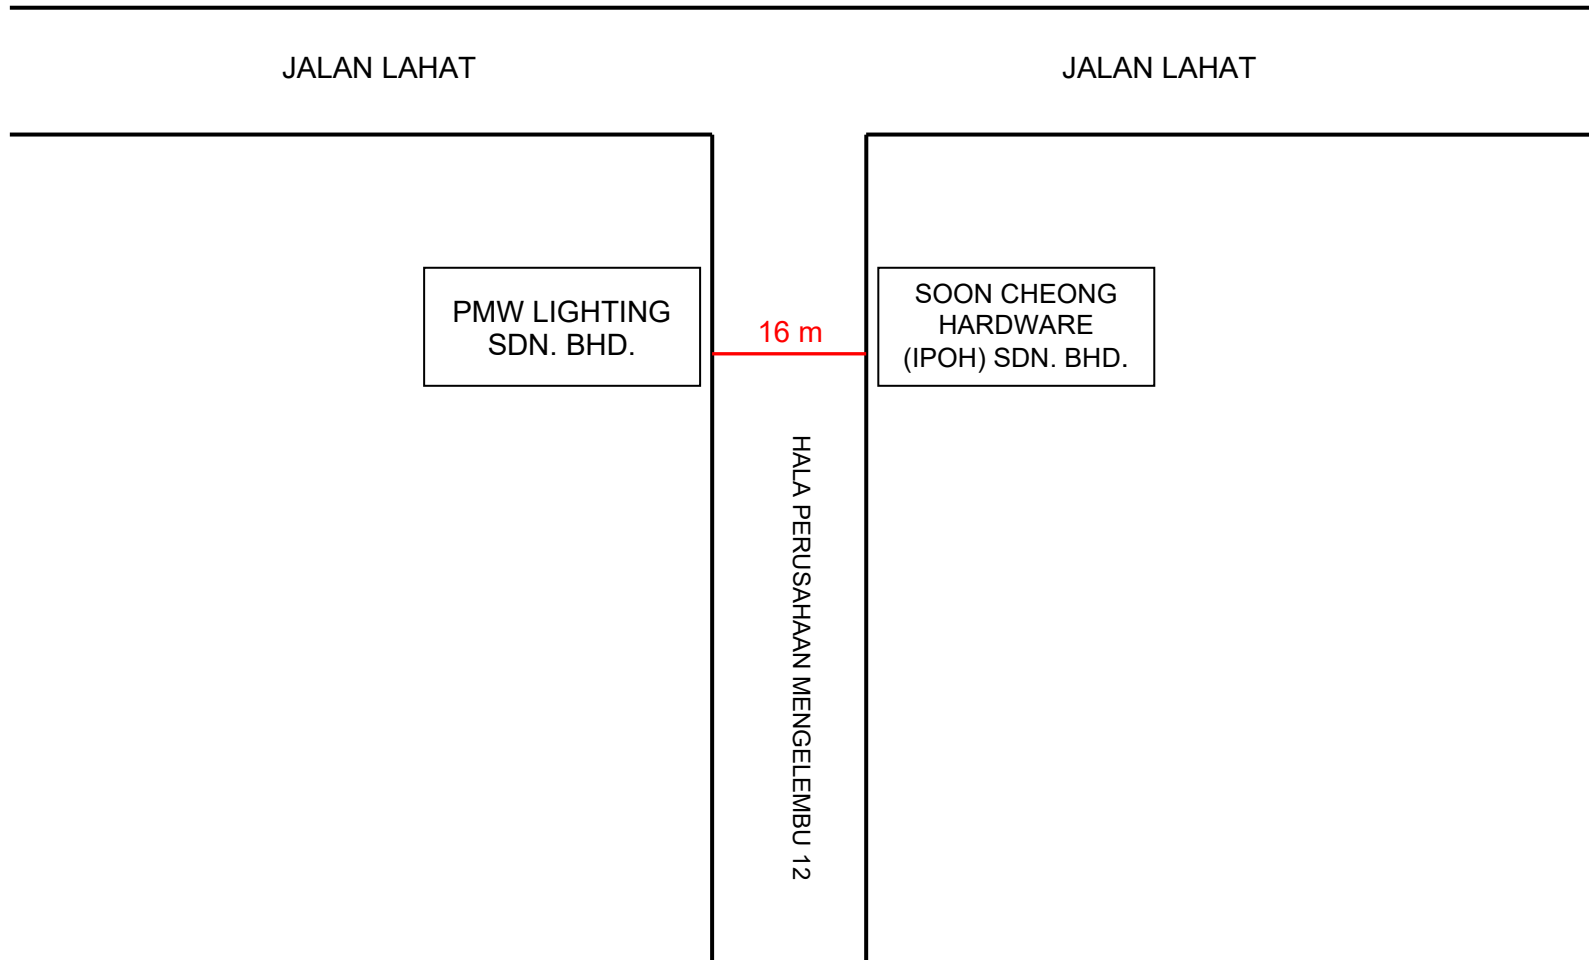 JALAN LAHAT
JALAN LAHAT
PMW LIGHTING
SDN. BHD.
16 m
SOON CHEONG
HARDWARE
(IPOH) SDN. BHD.
HALA PERUSAHAAN MENGELEMBU 12